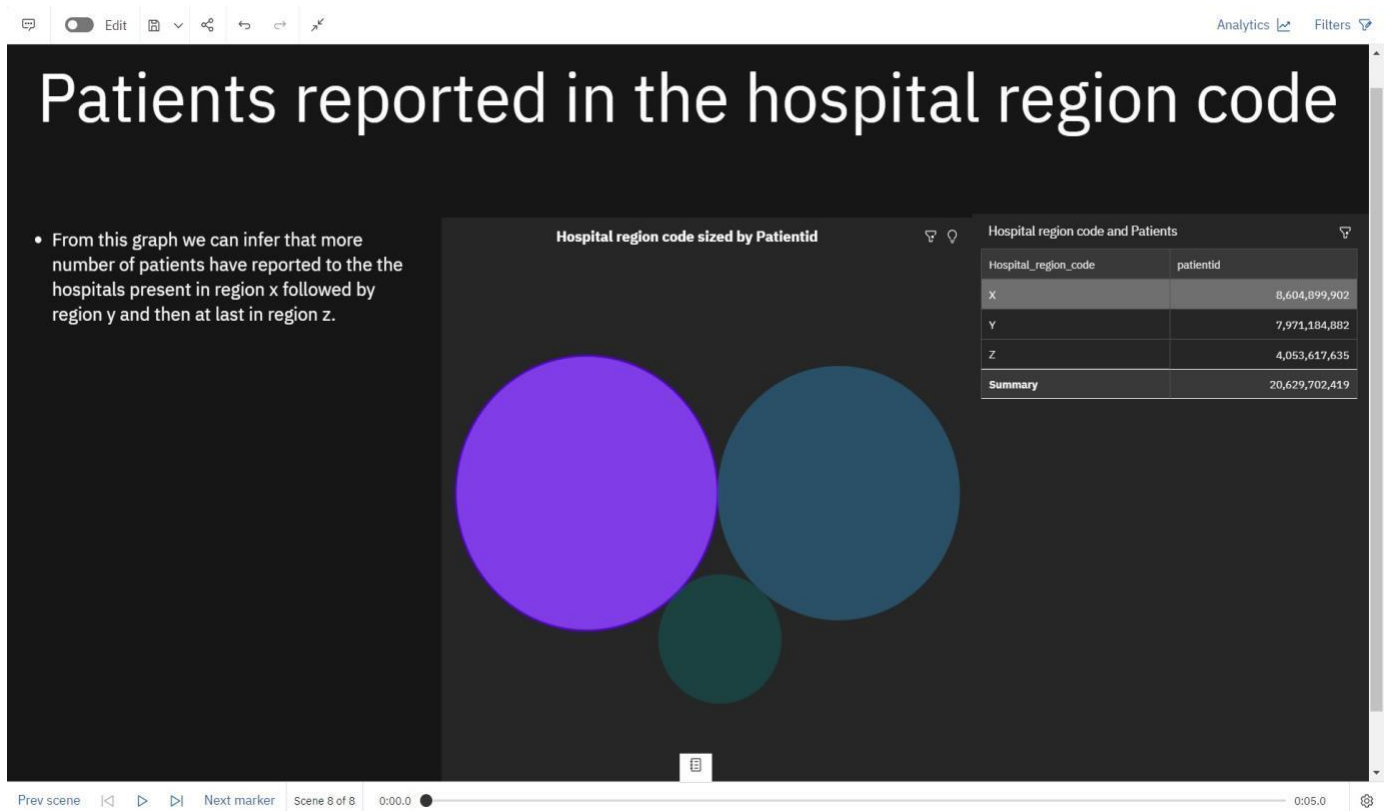 Edit
Analytics
Filters
Patients reported in the hospital region code
• From this graph we can infer that more
number of patients have reported to the the
hospitals present in region x followed by
region y and then at last in region z.
Hospital region code sized by Patientid
Hospital region code and Patients
Hospital_region_code patientid
X 8,604,899,902
Y 7,971,184,882
Z 4,053,617,635
Summary 20,629,702,419
Prev scene Next marker Scene 8 of 8 0:00.0 0:05.0